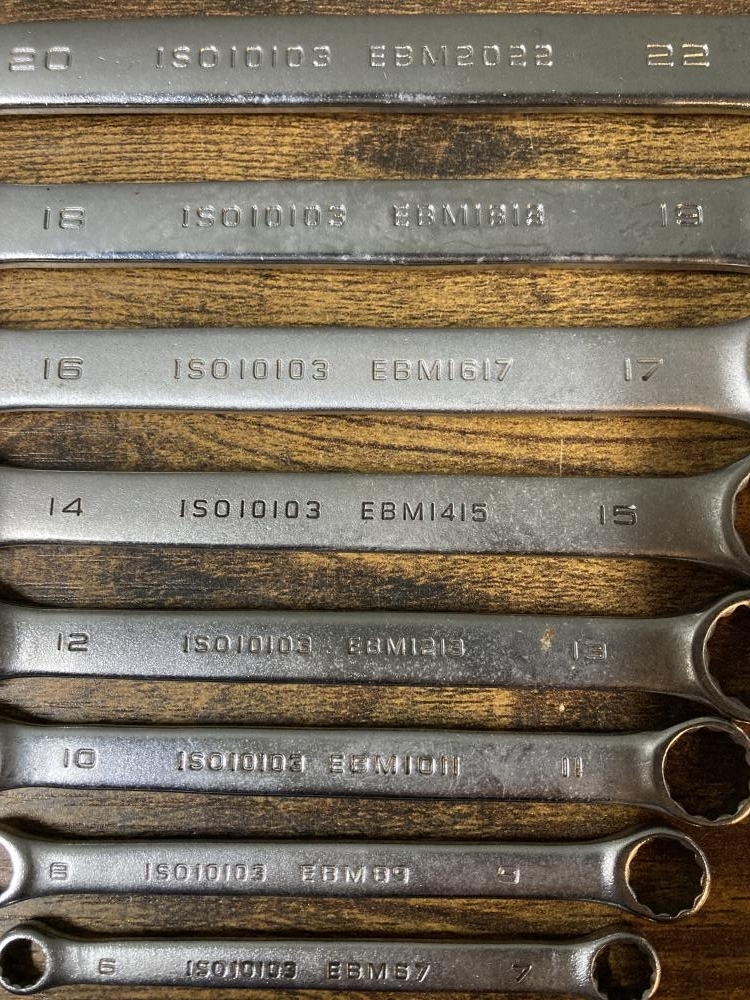 20 ISO10103 EBM2022 22
18 ISO10103 EBM1819 19
16 ISO10103 EBM1617 17
14 ISO10103 EBM1415 15
12 ISO10103 EBM1213 13
10 ISO10103 EBM1011 11
8 ISO10103 EBM89 9
6 ISO10103 EBM67 7